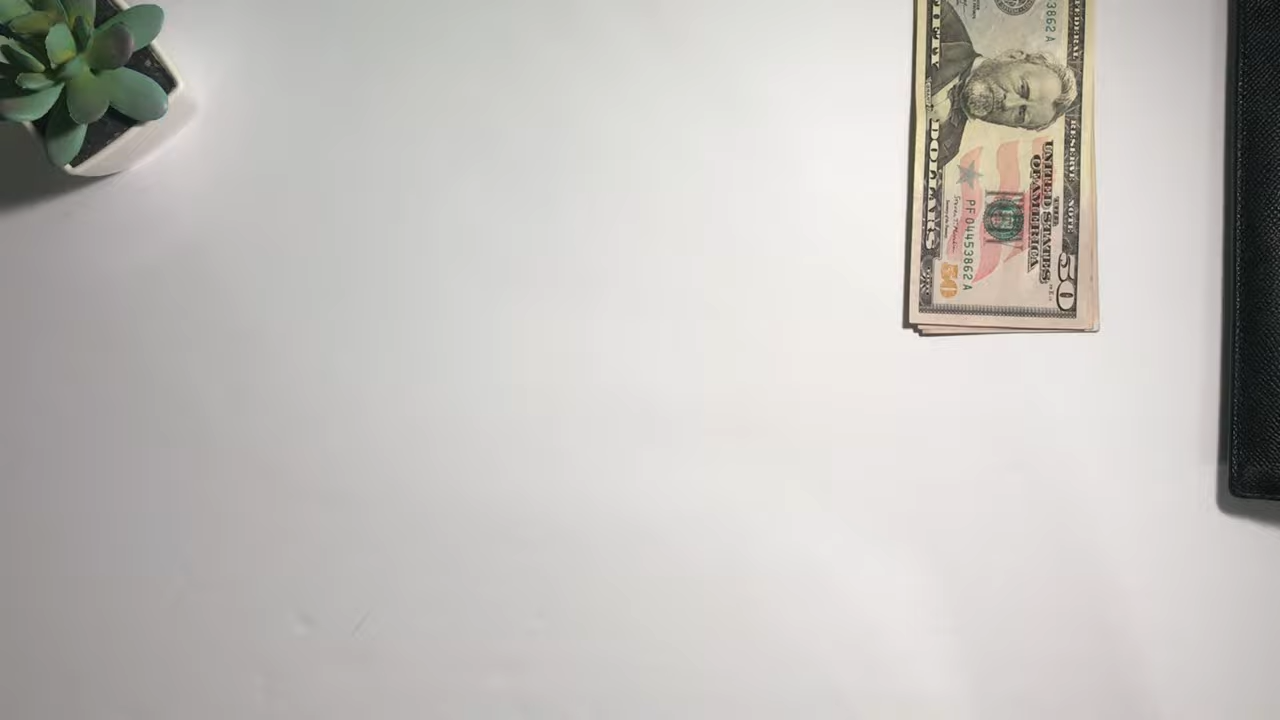 FEDERAL RESERVE NOTE
THE
UNITED STATES
OF AMERICA
3862 A
PF 04453862 A
FIFTY DOLLARS
50
50